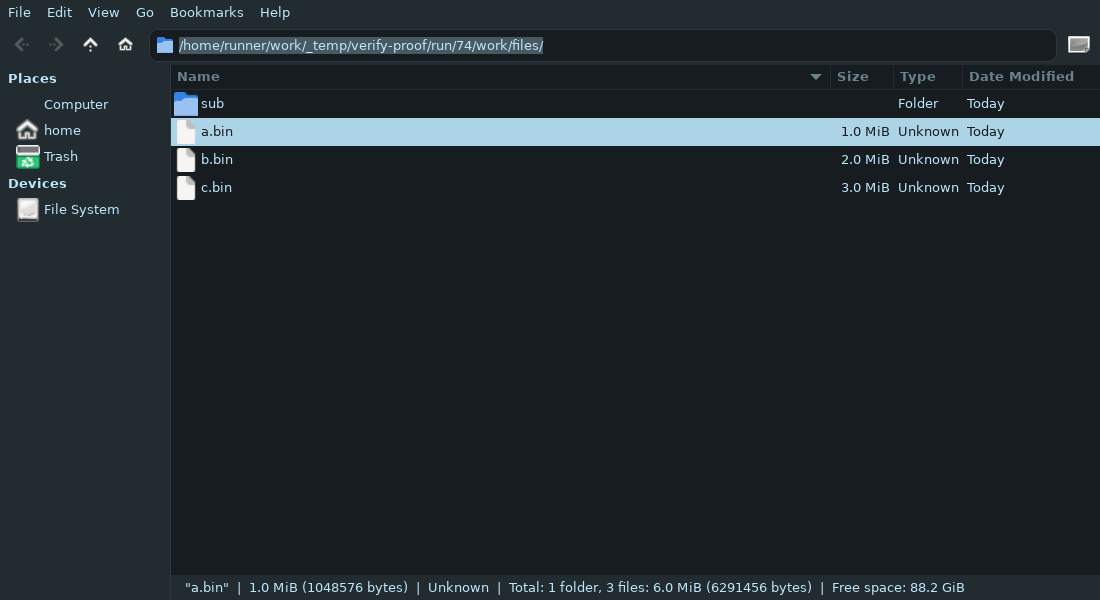 File Edit View Go Bookmarks Help
/home/runner/work/_temp/verify-proof/run/74/work/files/
Places
Computer
home
Trash
Devices
File System
Name Size Type Date Modified
sub Folder Today
a.bin 1.0 MiB Unknown Today
b.bin 2.0 MiB Unknown Today
c.bin 3.0 MiB Unknown Today
"a.bin" | 1.0 MiB (1048576 bytes) | Unknown | Total: 1 folder, 3 files: 6.0 MiB (6291456 bytes) | Free space: 88.2 GiB